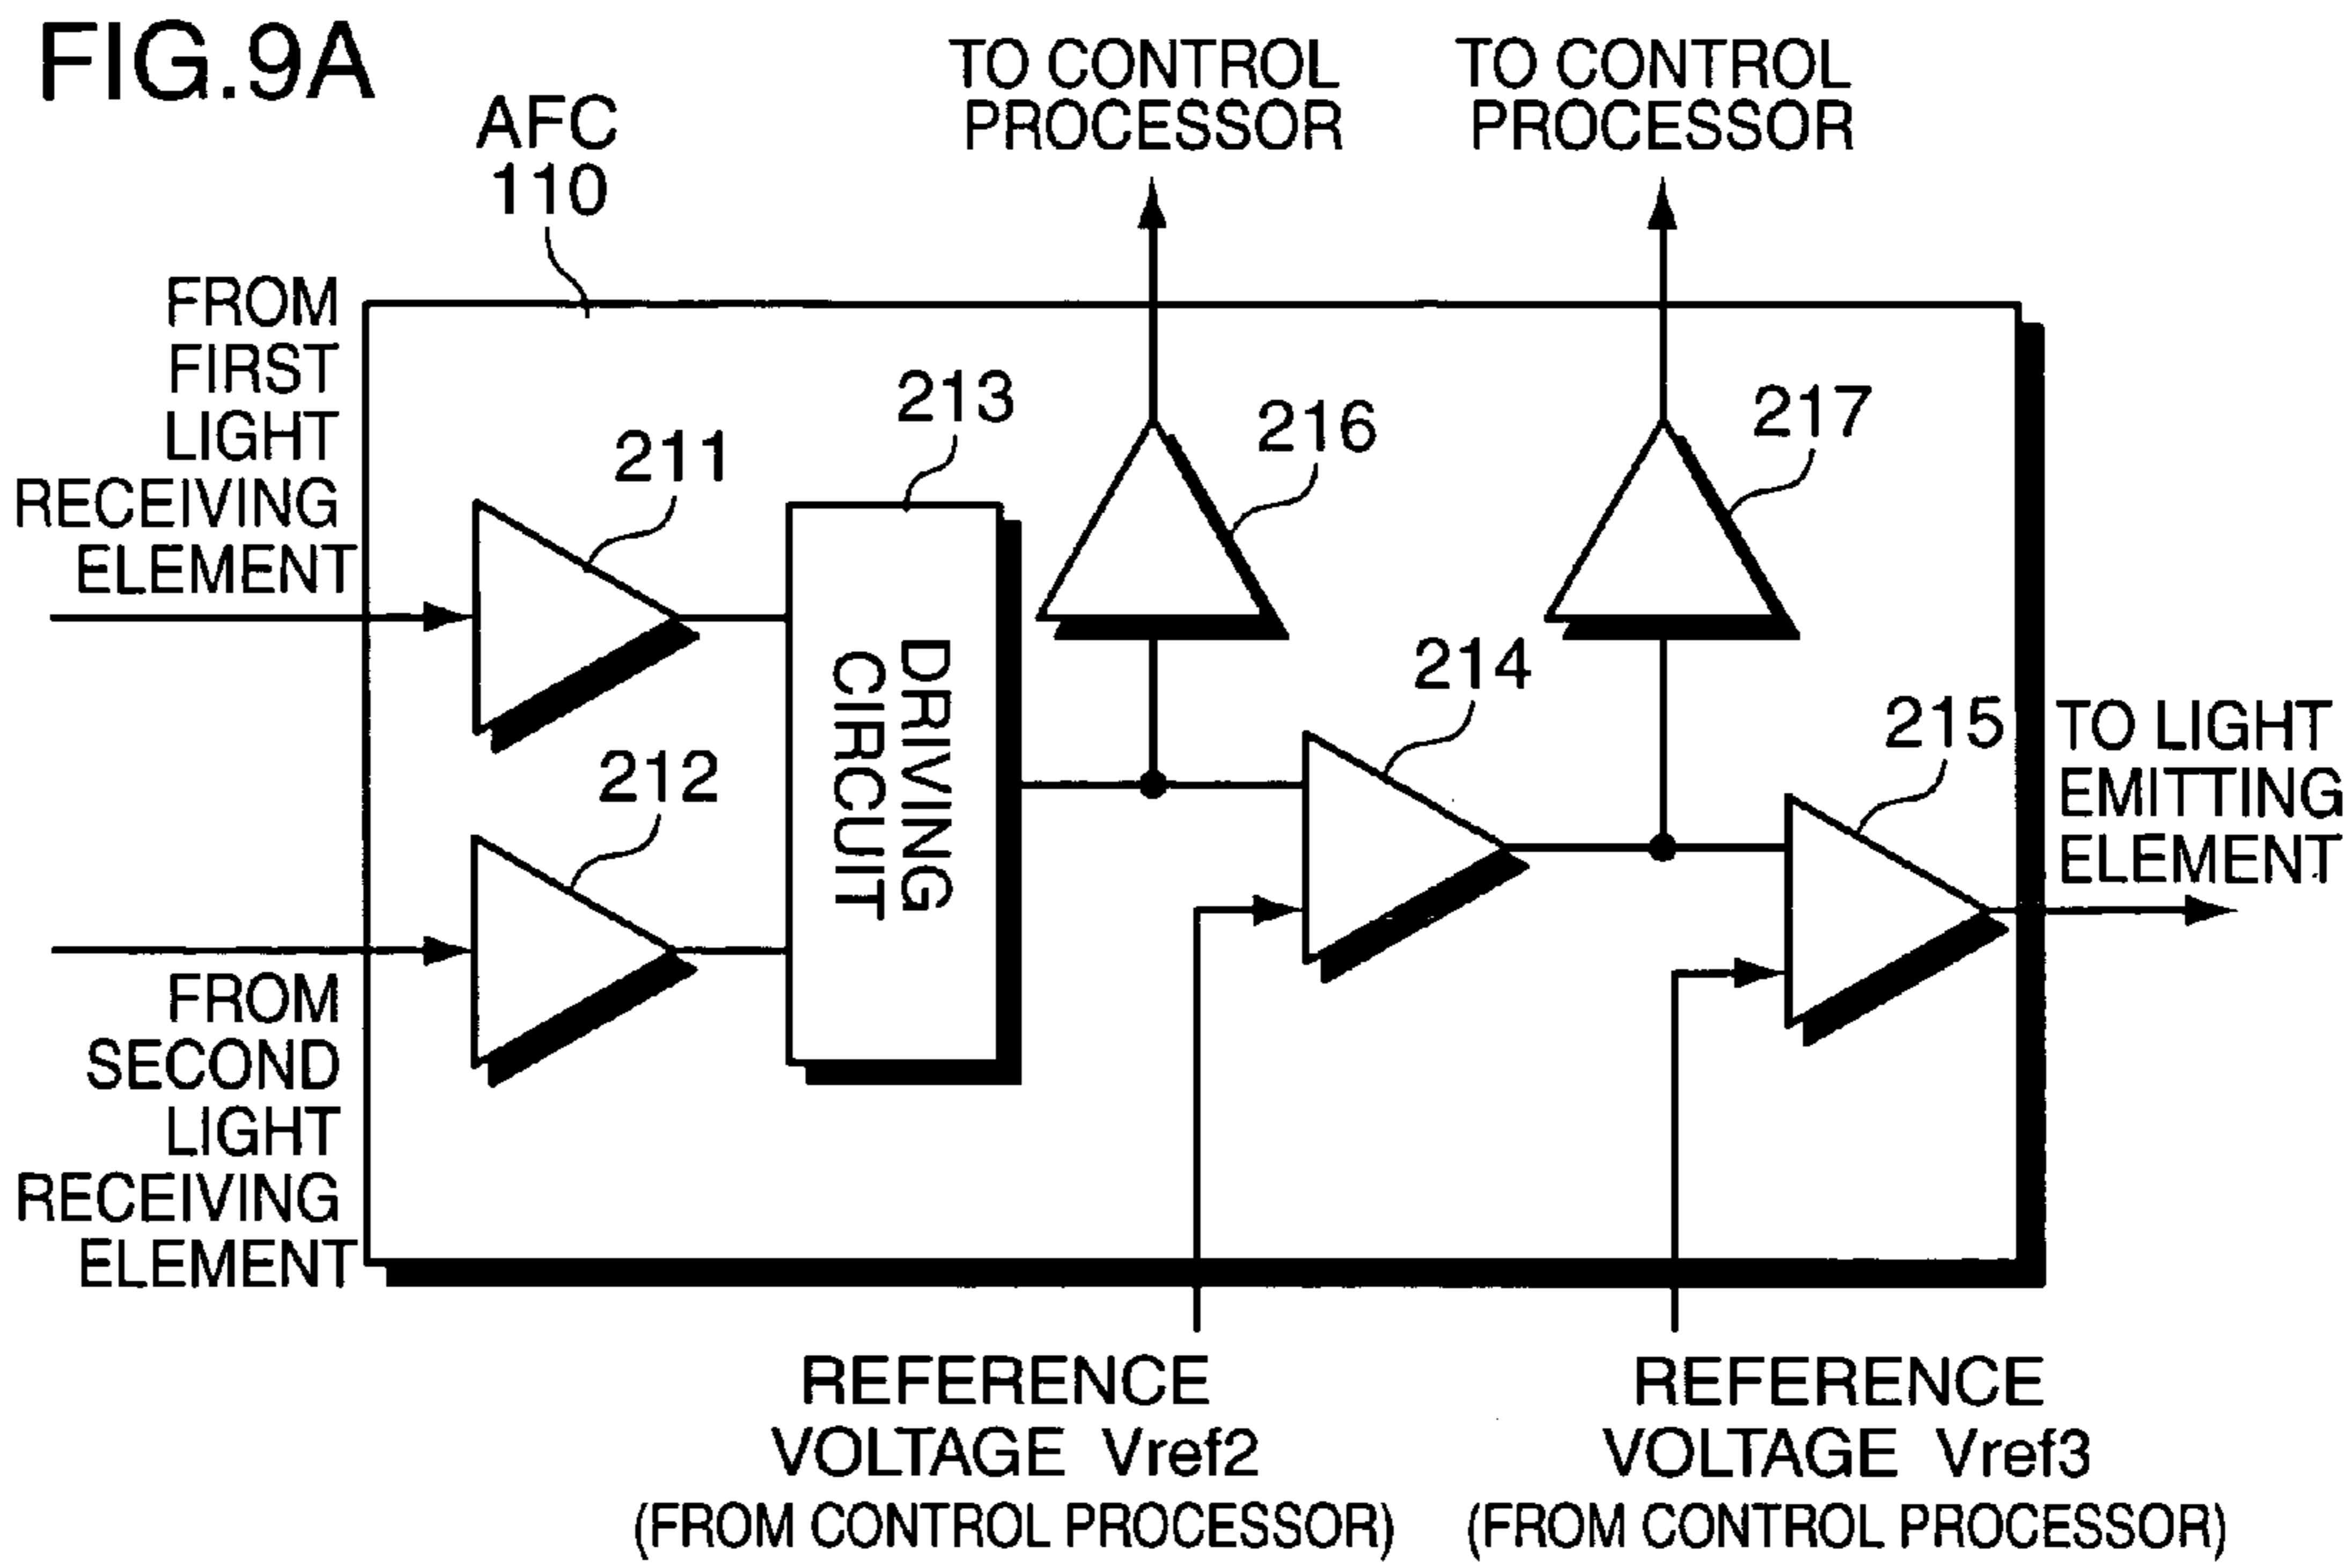 FIG.9A
AFC
110
TO CONTROL
PROCESSOR
TO CONTROL
PROCESSOR
FROM
FIRST
LIGHT
RECEIVING
ELEMENT
211
213
216
217
212
DRIVING
CIRCUIT
214
215
TO LIGHT
EMITTING
ELEMENT
FROM
SECOND
LIGHT
RECEIVING
ELEMENT
REFERENCE
VOLTAGE Vref2
(FROM CONTROL PROCESSOR)
REFERENCE
VOLTAGE Vref3
(FROM CONTROL PROCESSOR)